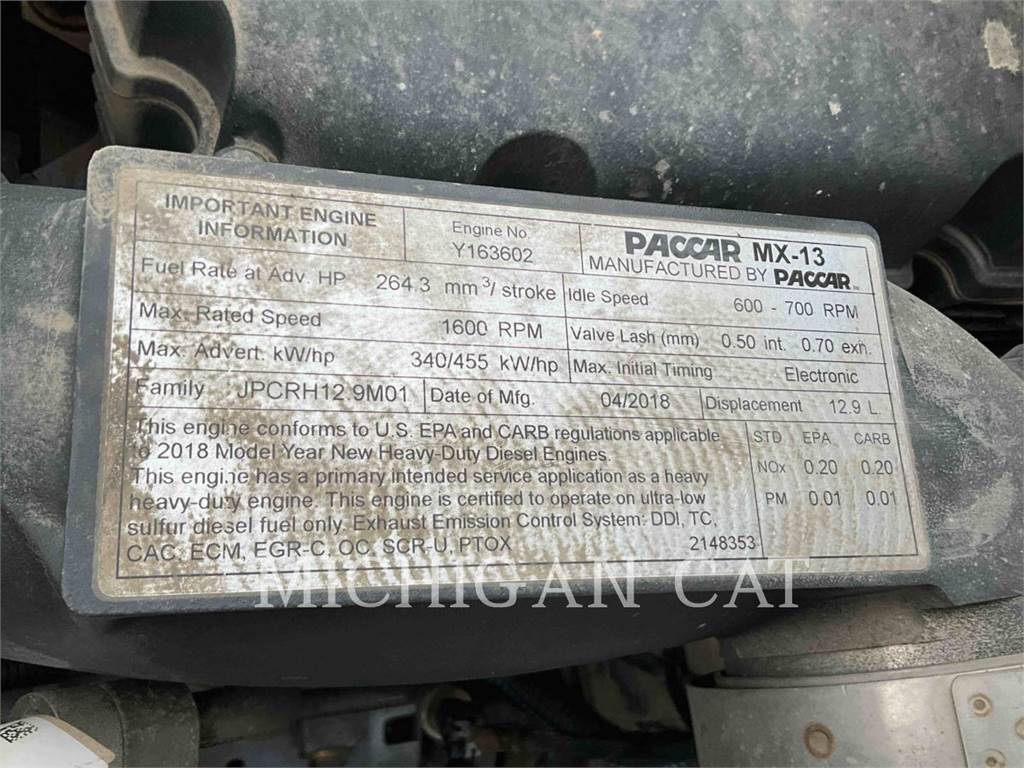 IMPORTANT ENGINE
INFORMATION
Engine No.
Y163602
PACCAR MX-13
MANUFACTURED BY PACCAR
Fuel Rate at Adv. HP 264.3 mm³/ stroke
Idle Speed 600 - 700 RPM
Max. Rated Speed 1600 RPM
Valve Lash (mm) 0.50 int. 0.70 exh.
Max. Advert. kW/hp 340/455 kW/hp
Max. Initial Timing Electronic
Family JPCRH12.9M01
Date of Mfg. 04/2018
Displacement 12.9 L.
This engine conforms to U.S. EPA and CARB regulations applicable
to 2018 Model Year New Heavy-Duty Diesel Engines.
This engine has a primary intended service application as a heavy
heavy-duty engine. This engine is certified to operate on ultra-low
sulfur diesel fuel only. Exhaust Emission Control System: DDI, TC,
CAC, ECM, EGR-C, OC, SCR-U, PTOX 2148353
STD EPA CARB
NOx 0.20 0.20
PM 0.01 0.01
MICHIGAN CAT